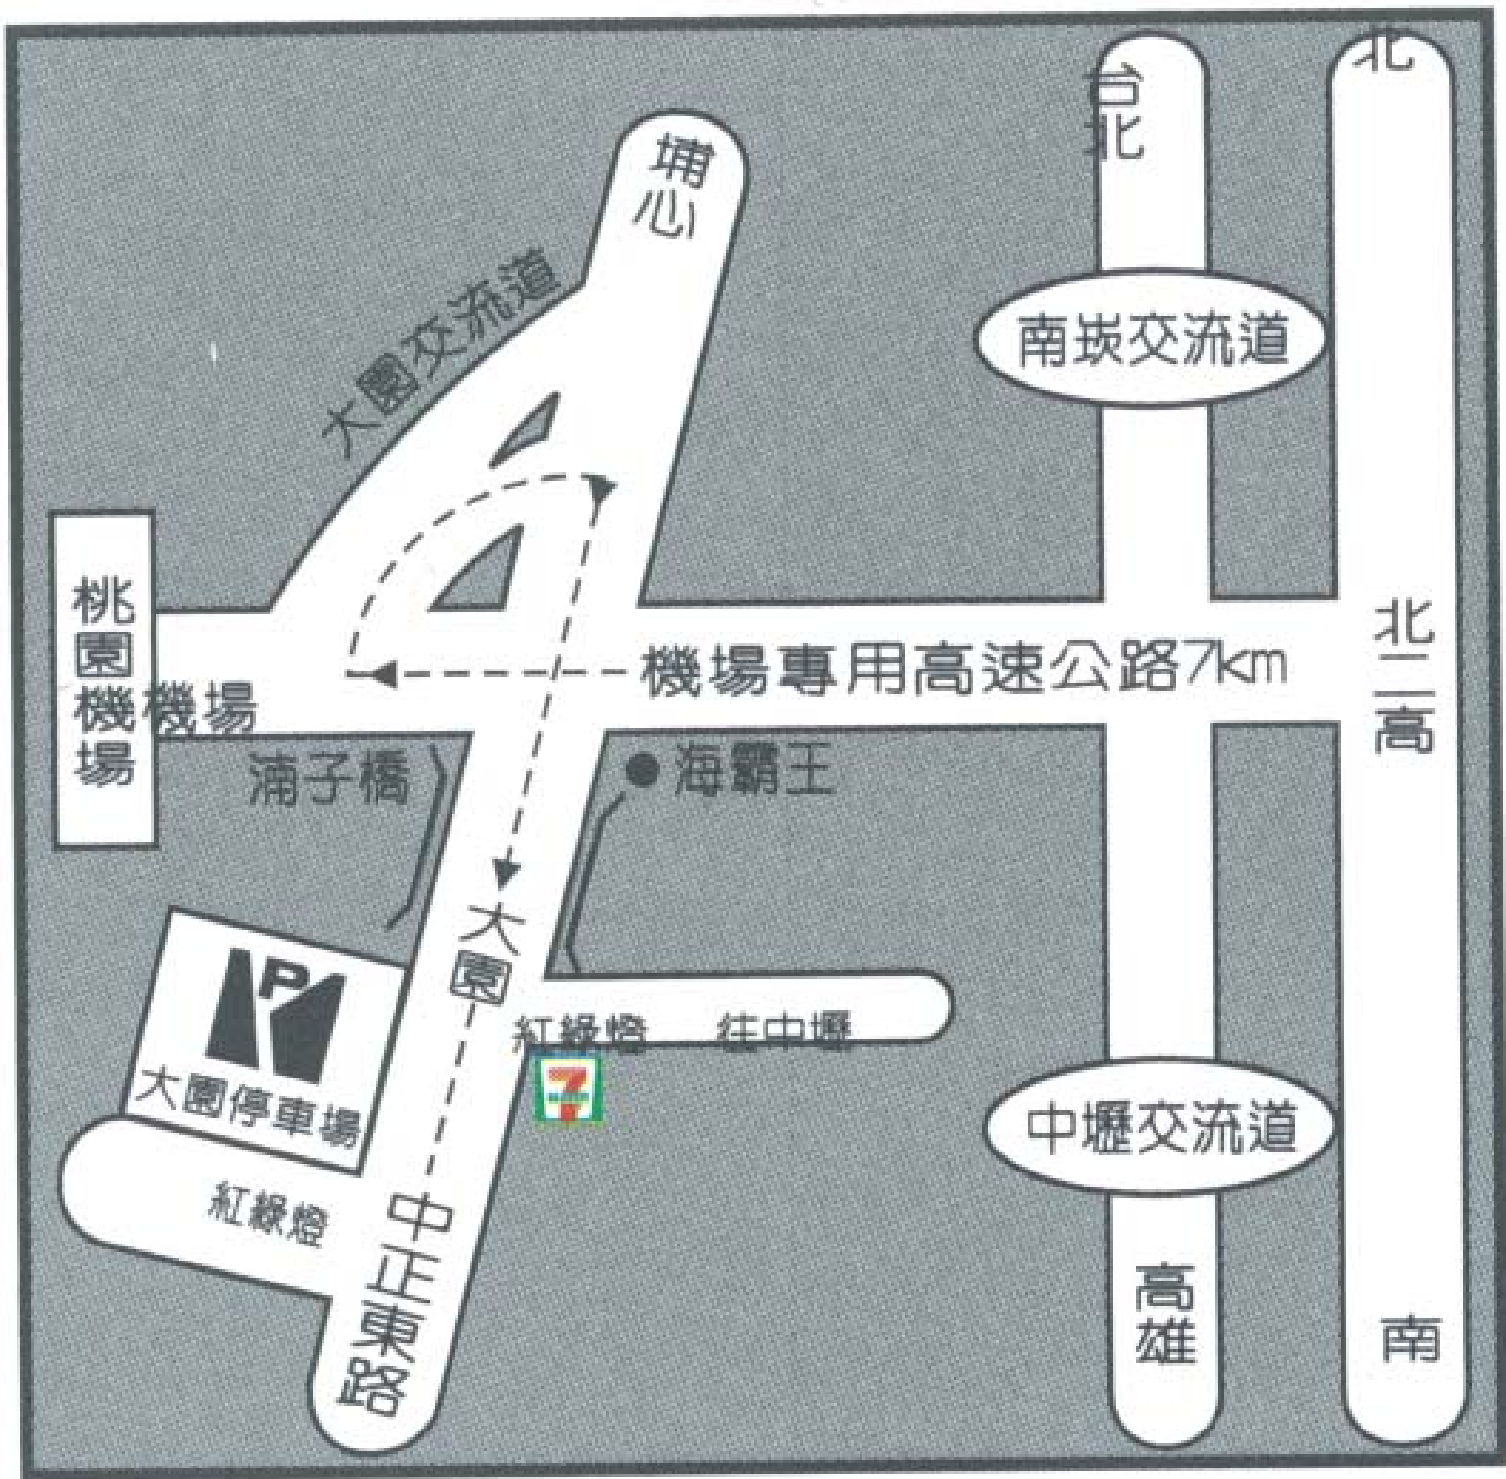 北
台北
埔心
大園交流道
南崁交流道
桃園機場
機場
機場專用高速公路7km
北二高
湳子橋
海霸王
大園
P
大園停車場
紅綠燈
往中壢
7
中壢交流道
紅綠燈
中正東路
高雄
南